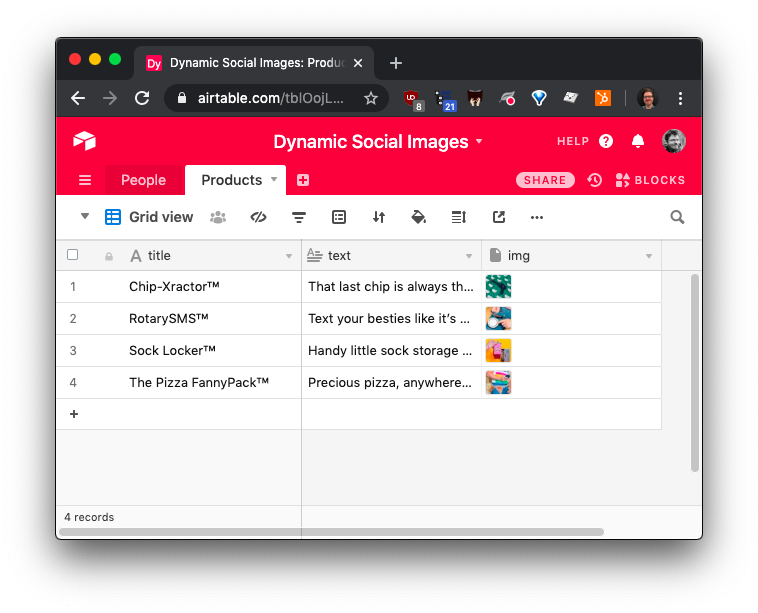 Dy Dynamic Social Images: Produc
airtable.com/tblOojL...
8
21
Dynamic Social Images
HELP
People
Products
SHARE
BLOCKS
Grid view
title
text
img
1 Chip-Xractor™ That last chip is always th...
2 RotarySMS™ Text your besties like it's ...
3 Sock Locker™ Handy little sock storage ...
4 The Pizza FannyPack™ Precious pizza, anywhere...
4 records